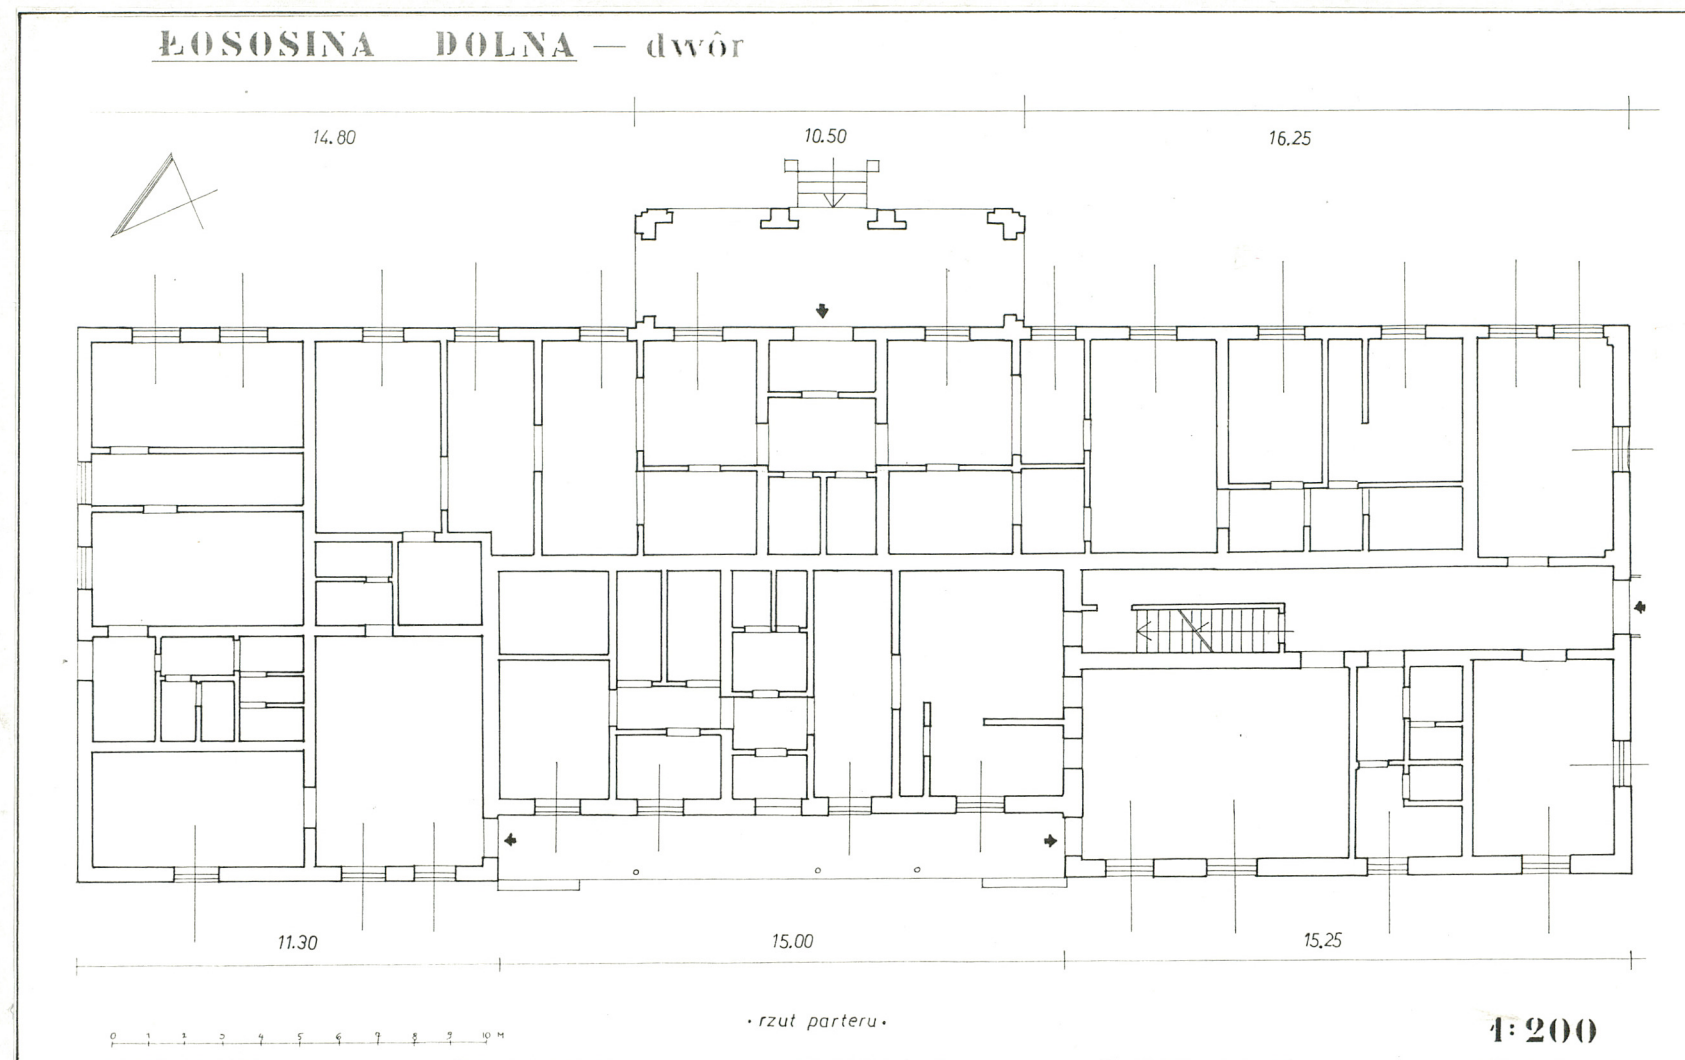 ŁOSOSINA DOLNA — dwôr
14.80 10.50 16.25
11.30 15.00 15.25
• rzut parteru •
0 1 2 3 4 5 6 7 8 9 10 M
1:200